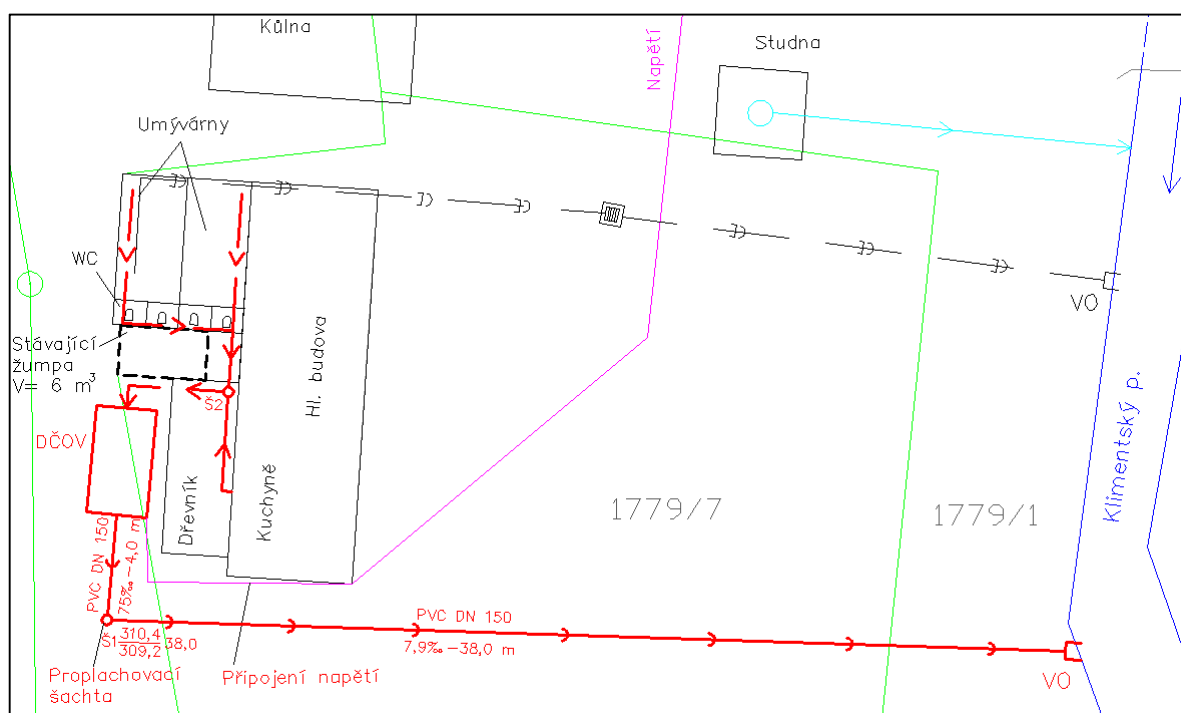 Kůlna
Studna
Napětí
Umývárny
WC
VO
Stávající
žumpa
V= 6 m³
Hl. budova
Klimentský p.
Š2
DČOV
Dřevník
Kuchyně
1779/7
1779/1
PVC DN 150
75‰-4,0 m
PVC DN 150
7,9‰-38,0 m
Š1 310,4
309,2 38,0
Proplachovací
šachta
Připojení napětí
VO